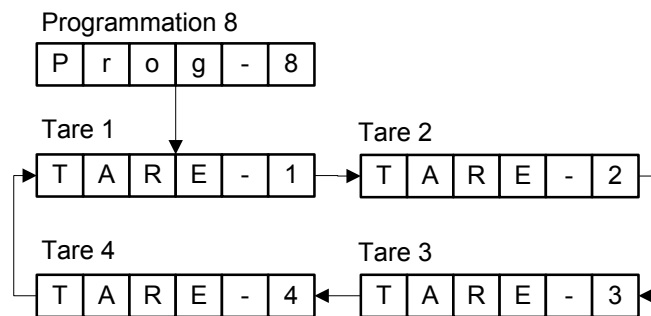 Programmation 8
P r o g - 8
Tare 1
T A R E - 1
Tare 2
T A R E - 2
Tare 4
T A R E - 4
Tare 3
T A R E - 3